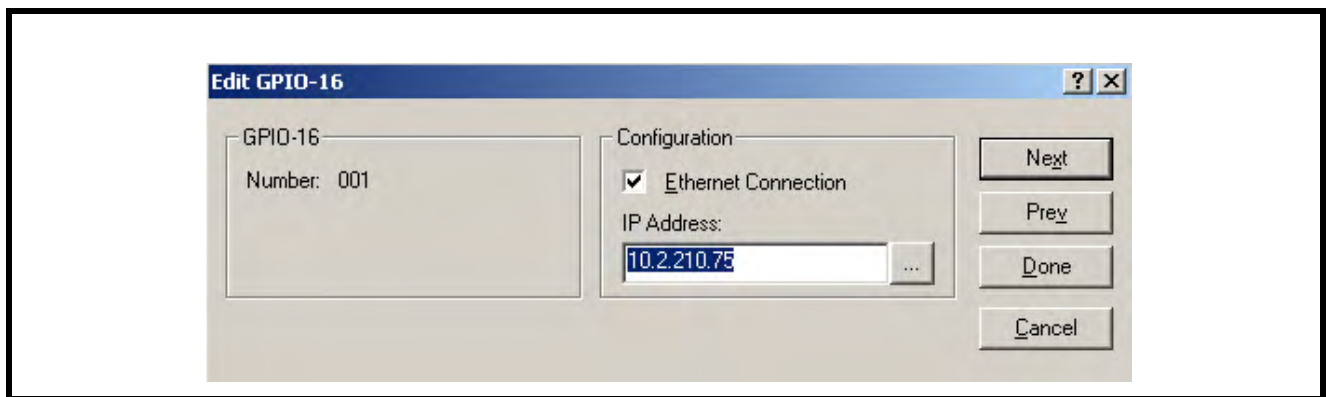 Edit GPIO-16
GPIO-16
Number: 001
Configuration
Ethernet Connection
IP Address:
10.2.210.75
...
Next
Prev
Done
Cancel